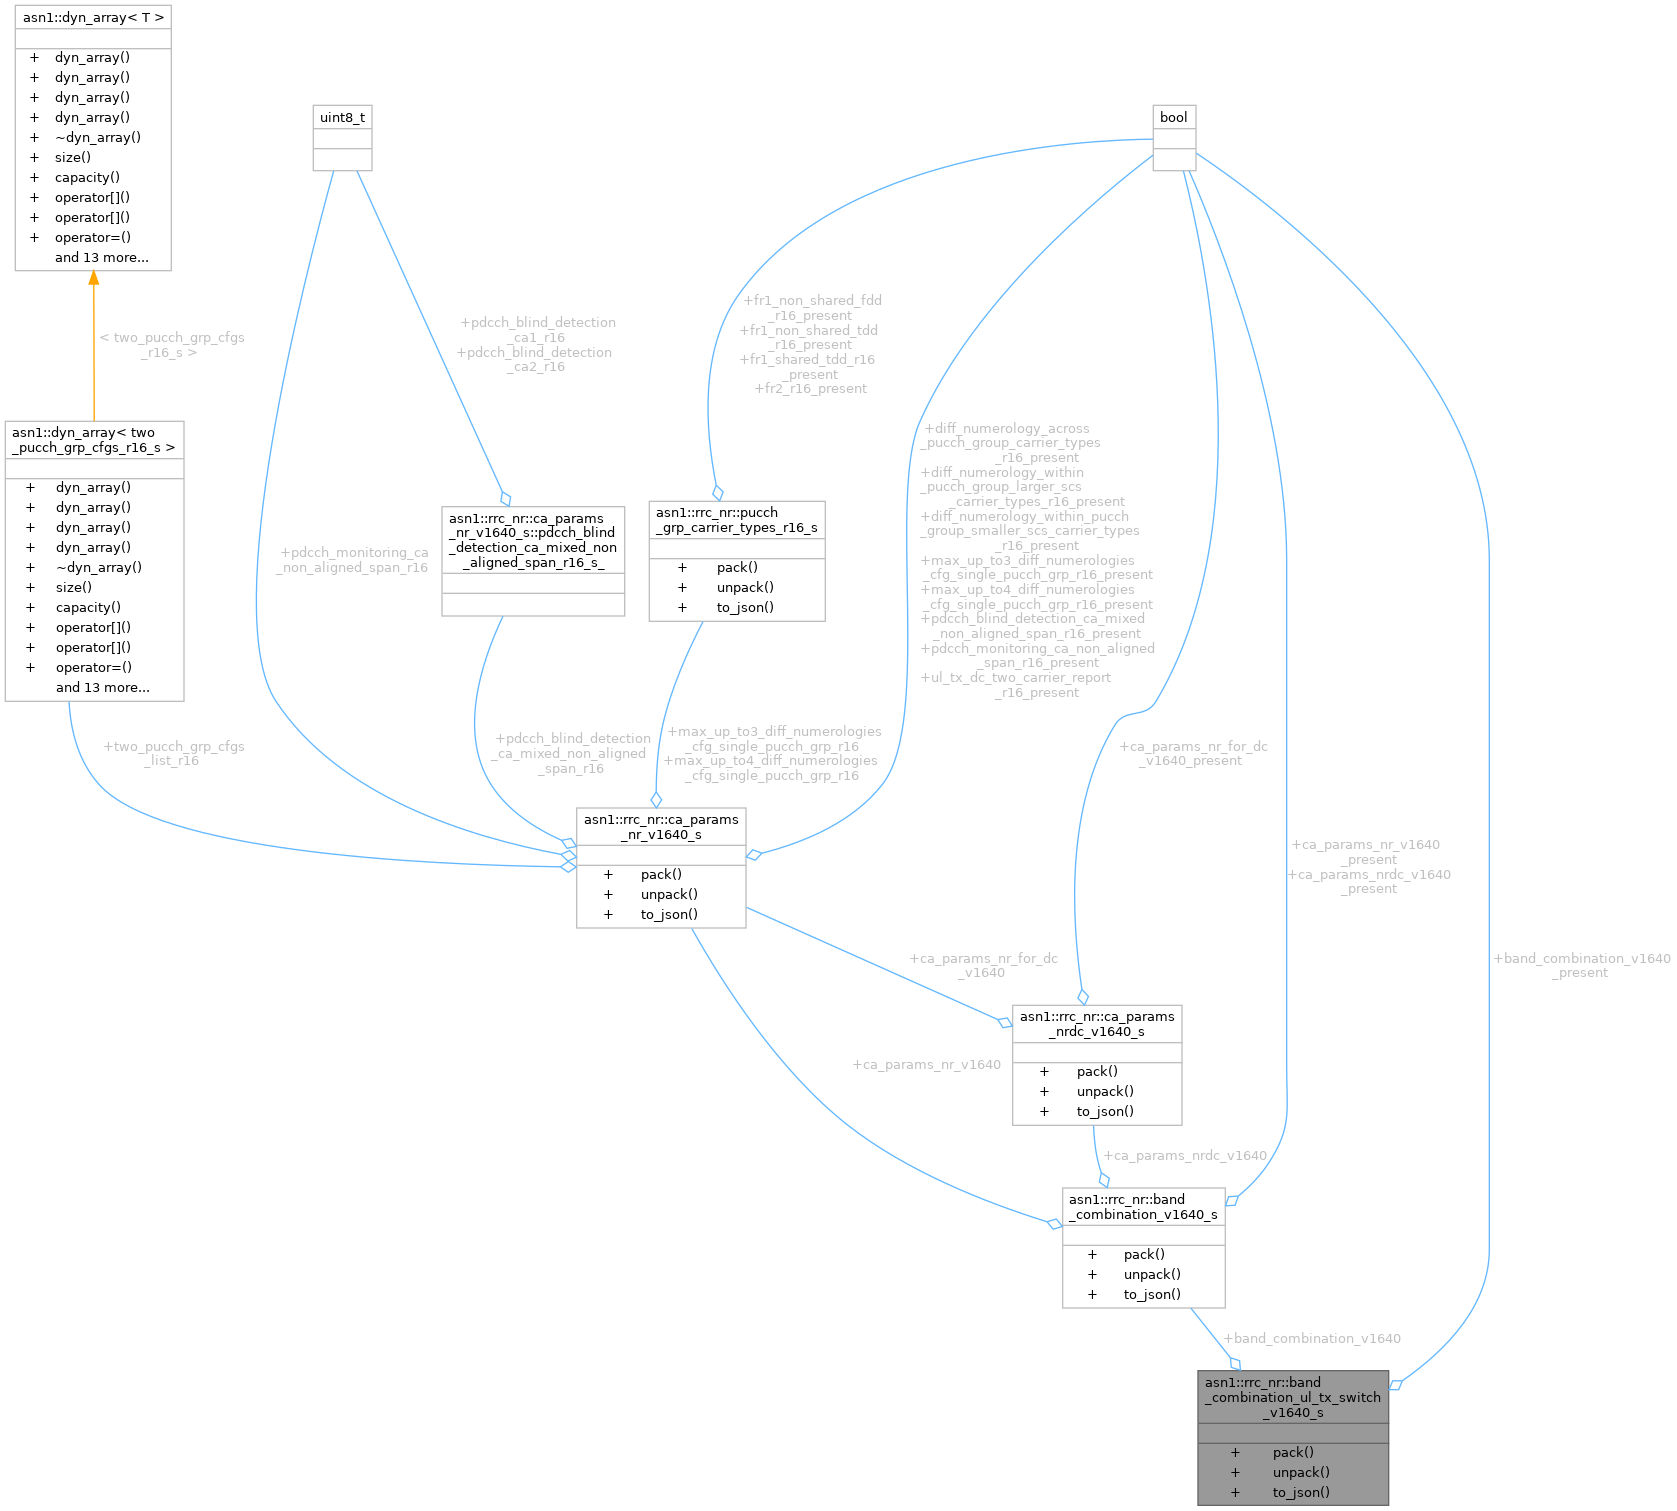 asn1::dyn_array< T >
+ dyn_array()
+ dyn_array()
+ dyn_array()
+ dyn_array()
+ ~dyn_array()
+ size()
+ capacity()
+ operator[]()
+ operator[]()
+ operator=()
and 13 more...
uint8_t
bool
< two_pucch_grp_cfgs
_r16_s >
+pdcch_blind_detection
_ca1_r16
+pdcch_blind_detection
_ca2_r16
+fr1_non_shared_fdd
_r16_present
+fr1_non_shared_tdd
_r16_present
+fr1_shared_tdd_r16
_present
+fr2_r16_present
asn1::dyn_array< two
_pucch_grp_cfgs_r16_s >
+ dyn_array()
+ dyn_array()
+ dyn_array()
+ dyn_array()
+ ~dyn_array()
+ size()
+ capacity()
+ operator[]()
+ operator[]()
+ operator=()
and 13 more...
+pdcch_monitoring_ca
_non_aligned_span_r16
asn1::rrc_nr::ca_params
_nr_v1640_s::pdcch_blind
_detection_ca_mixed_non
_aligned_span_r16_s_
asn1::rrc_nr::pucch
_grp_carrier_types_r16_s
+ pack()
+ unpack()
+ to_json()
+diff_numerology_across
_pucch_group_carrier_types
_r16_present
+diff_numerology_within
_pucch_group_larger_scs
_carrier_types_r16_present
+diff_numerology_within_pucch
_group_smaller_scs_carrier_types
_r16_present
+max_up_to3_diff_numerologies
_cfg_single_pucch_grp_r16_present
+max_up_to4_diff_numerologies
_cfg_single_pucch_grp_r16_present
+pdcch_blind_detection_ca_mixed
_non_aligned_span_r16_present
+pdcch_monitoring_ca_non_aligned
_span_r16_present
+ul_tx_dc_two_carrier_report
_r16_present
+two_pucch_grp_cfgs
_list_r16
+pdcch_blind_detection
_ca_mixed_non_aligned
_span_r16
+max_up_to3_diff_numerologies
_cfg_single_pucch_grp_r16
+max_up_to4_diff_numerologies
_cfg_single_pucch_grp_r16
+ca_params_nr_for_dc
_v1640_present
asn1::rrc_nr::ca_params
_nr_v1640_s
+ pack()
+ unpack()
+ to_json()
+ca_params_nr_v1640
_present
+ca_params_nrdc_v1640
_present
+ca_params_nr_for_dc
_v1640
+band_combination_v1640
_present
asn1::rrc_nr::ca_params
_nrdc_v1640_s
+ pack()
+ unpack()
+ to_json()
+ca_params_nr_v1640
+ca_params_nrdc_v1640
asn1::rrc_nr::band
_combination_v1640_s
+ pack()
+ unpack()
+ to_json()
+band_combination_v1640
asn1::rrc_nr::band
_combination_ul_tx_switch
_v1640_s
+ pack()
+ unpack()
+ to_json()